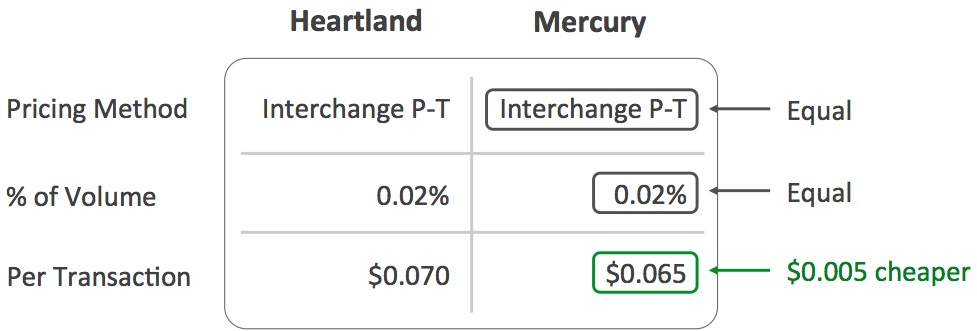 Heartland Mercury
Pricing Method Interchange P-T Interchange P-T Equal
% of Volume 0.02% 0.02% Equal
Per Transaction $0.070 $0.065 $0.005 cheaper